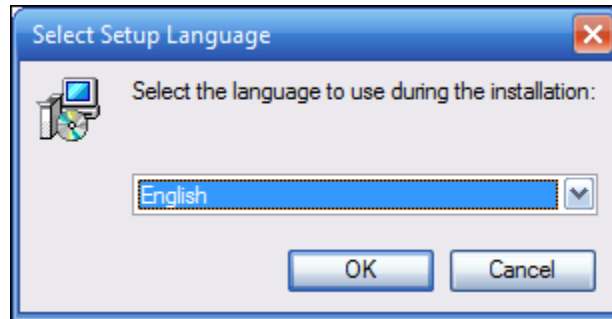 Select Setup Language
Select the language to use during the installation:
English
OK
Cancel